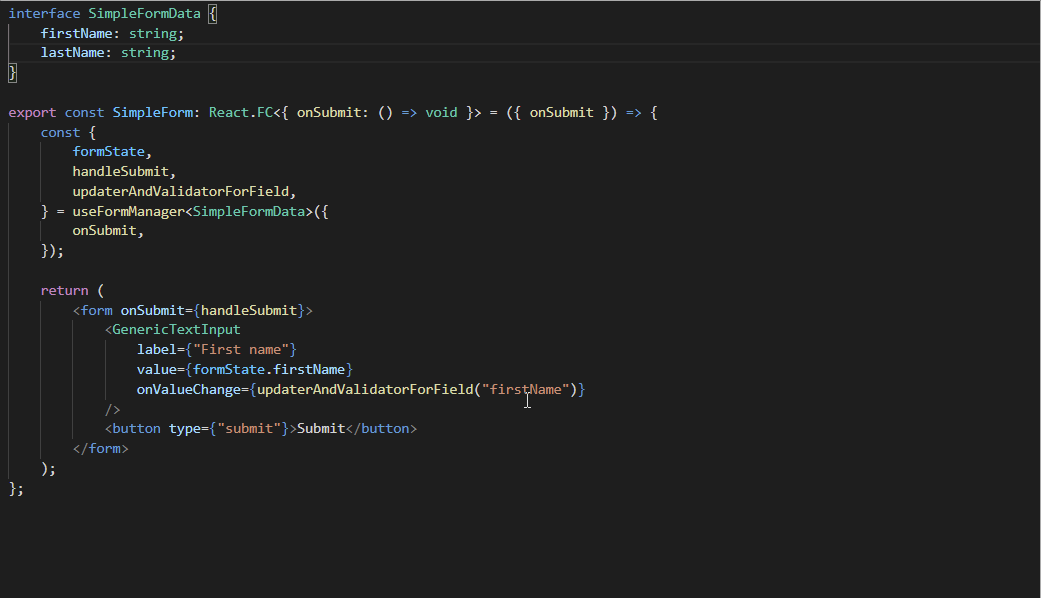 interface SimpleFormData {
    firstName: string;
    lastName: string;
}

export const SimpleForm: React.FC<{ onSubmit: () => void }> = ({ onSubmit }) => {
    const {
        formState,
        handleSubmit,
        updaterAndValidatorForField,
    } = useFormManager<SimpleFormData>({
        onSubmit,
    });

    return (
        <form onSubmit={handleSubmit}>
            <GenericTextInput
                label={"First name"}
                value={formState.firstName}
                onValueChange={updaterAndValidatorForField("firstName")}
            />
            <button type={"submit"}>Submit</button>
        </form>
    );
};